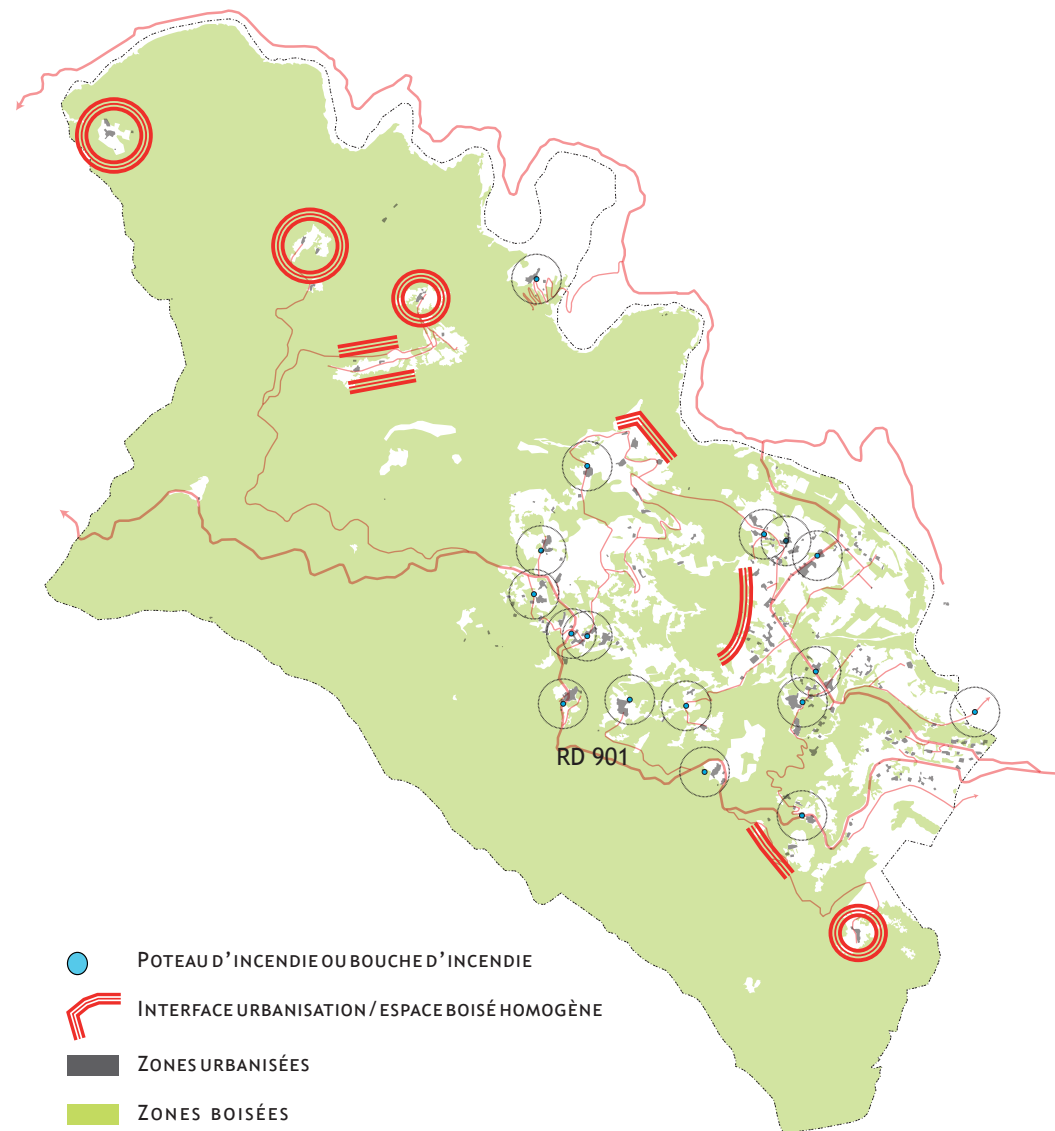 RD 901
POTEAU D'INCENDIE OU BOUCHE D'INCENDIE
INTERFACE URBANISATION / ESPACE BOISÉ HOMOGÈNE
ZONES URBANISÉES
ZONES BOISÉES